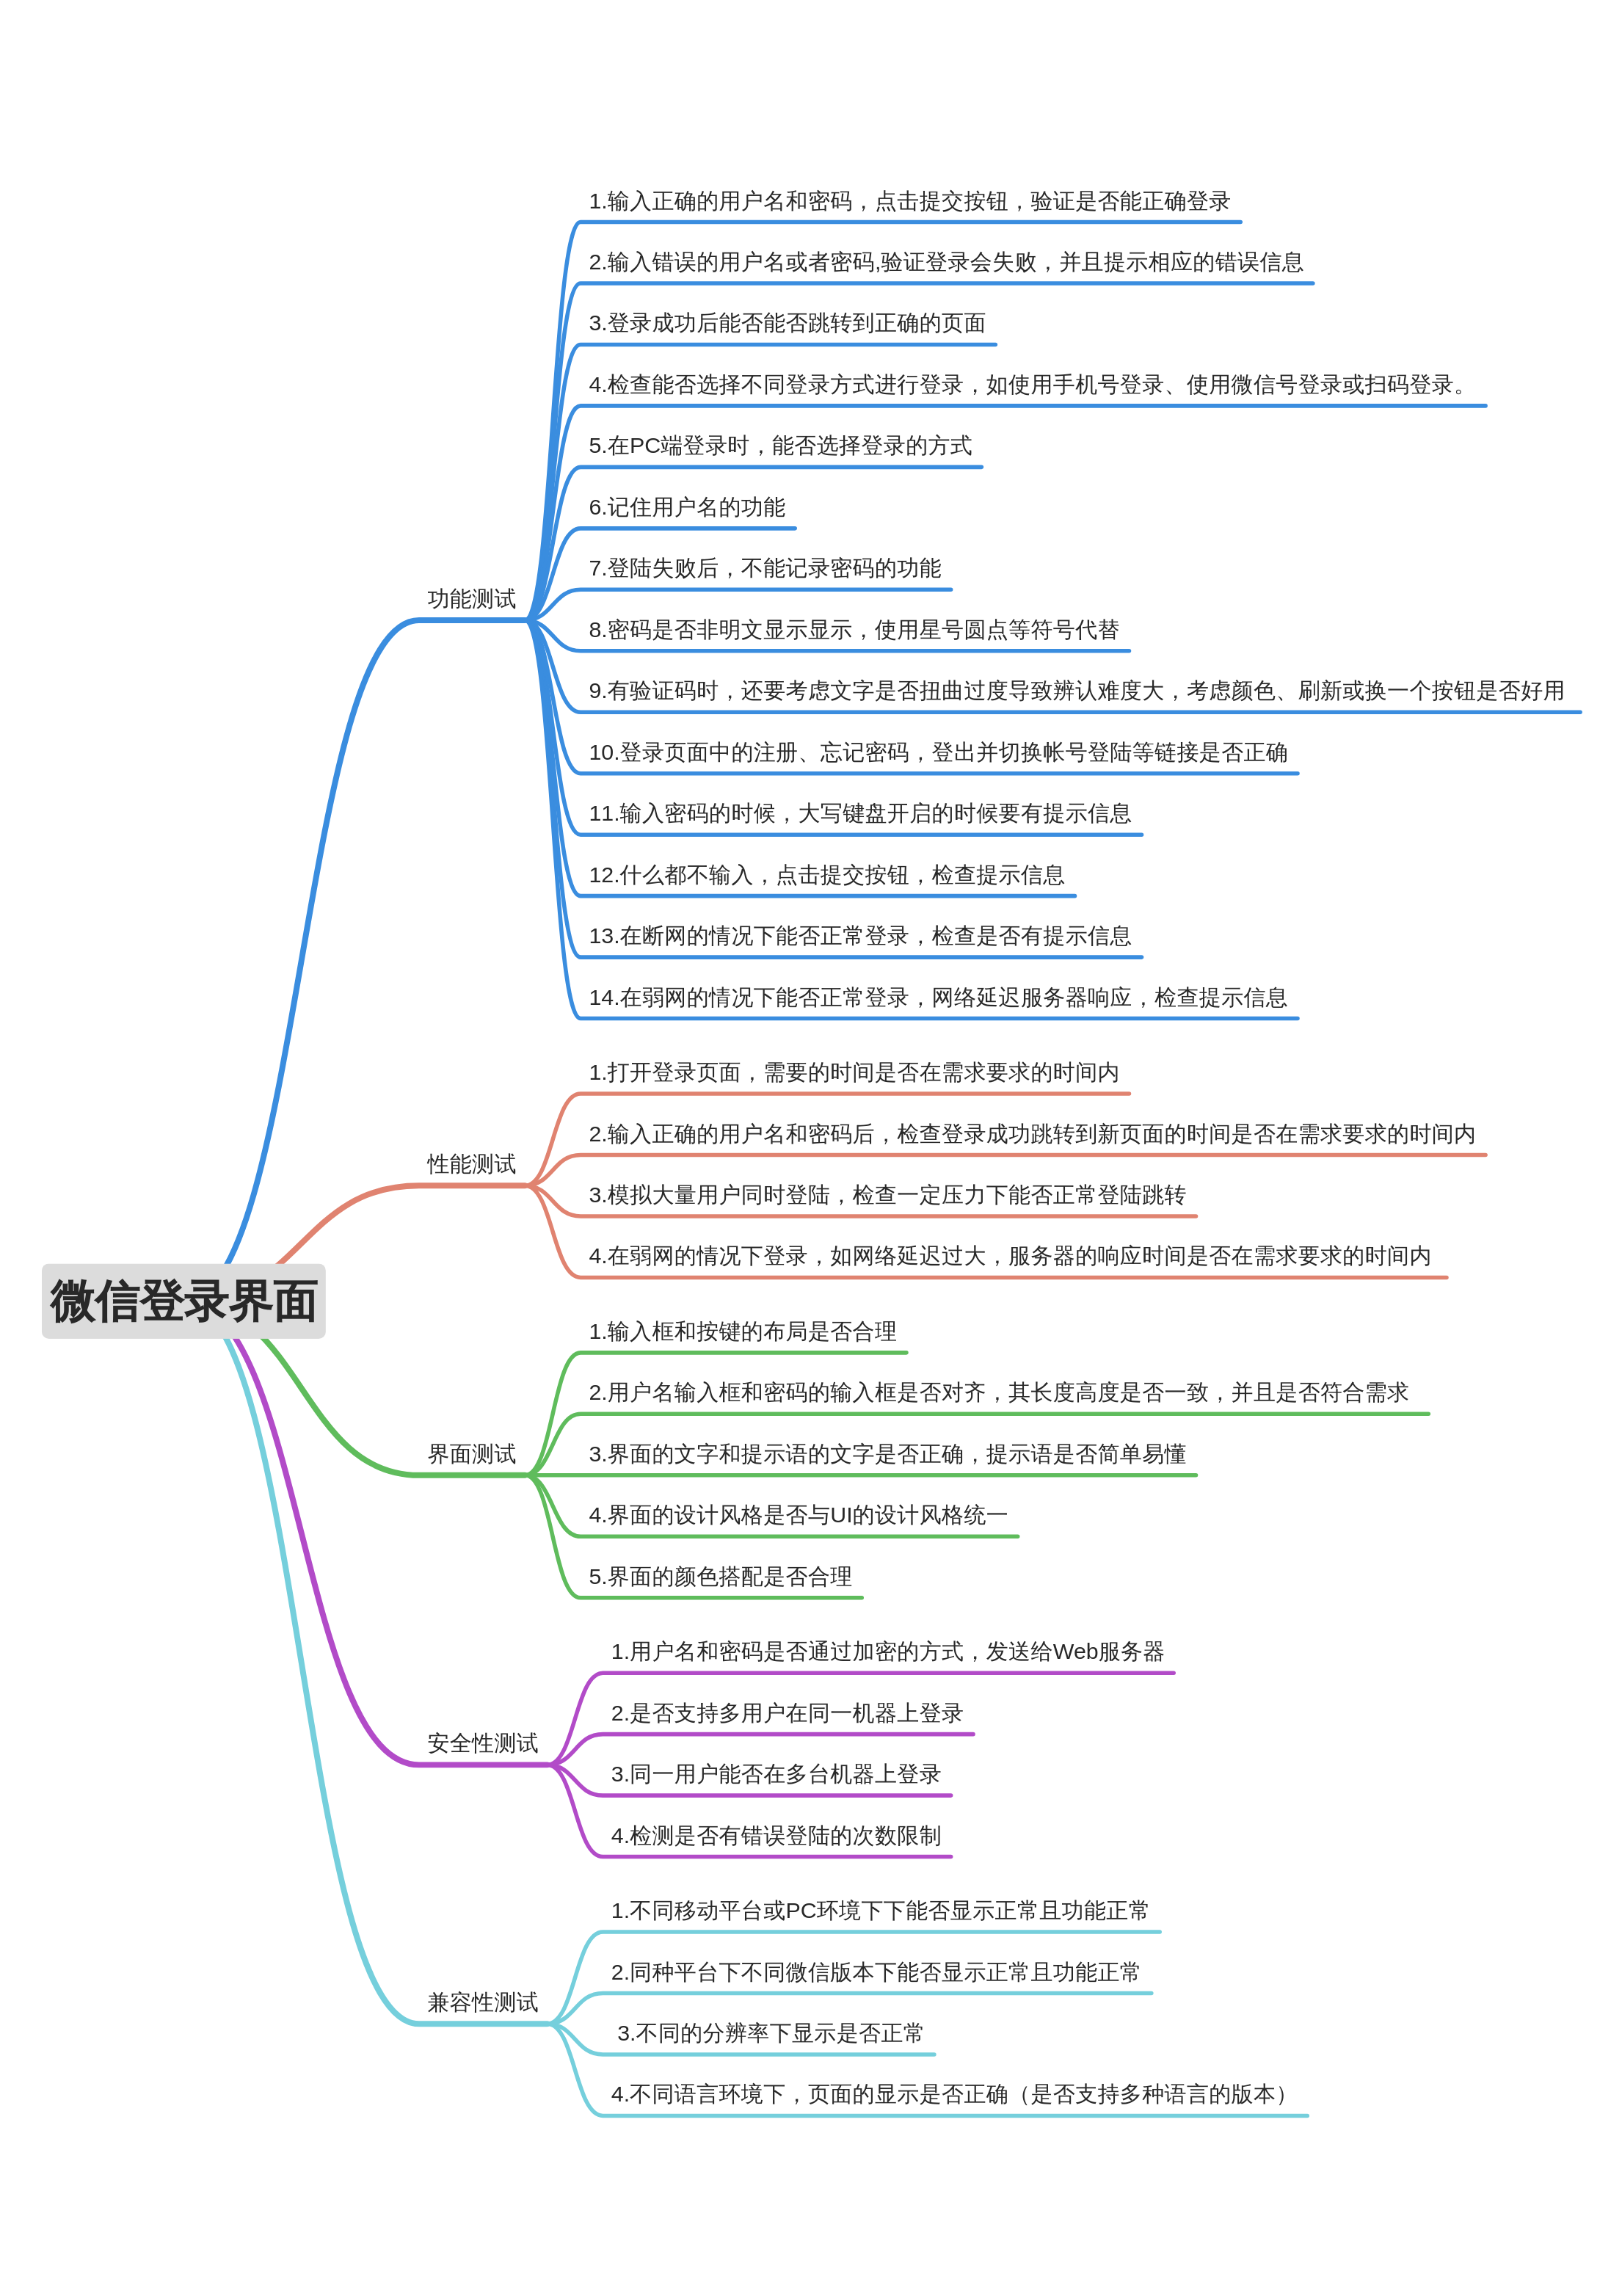 功能测试
1.输入正确的用户名和密码，点击提交按钮，验证是否能正确登录
2.输入错误的用户名或者密码,验证登录会失败，并且提示相应的错误信息
3.登录成功后能否能否跳转到正确的页面
4.检查能否选择不同登录方式进行登录，如使用手机号登录、使用微信号登录或扫码登录。
5.在PC端登录时，能否选择登录的方式
6.记住用户名的功能
7.登陆失败后，不能记录密码的功能
8.密码是否非明文显示显示，使用星号圆点等符号代替
9.有验证码时，还要考虑文字是否扭曲过度导致辨认难度大，考虑颜色、刷新或换一个按钮是否好用
10.登录页面中的注册、忘记密码，登出并切换帐号登陆等链接是否正确
11.输入密码的时候，大写键盘开启的时候要有提示信息
12.什么都不输入，点击提交按钮，检查提示信息
13.在断网的情况下能否正常登录，检查是否有提示信息
14.在弱网的情况下能否正常登录，网络延迟服务器响应，检查提示信息
性能测试
1.打开登录页面，需要的时间是否在需求要求的时间内
2.输入正确的用户名和密码后，检查登录成功跳转到新页面的时间是否在需求要求的时间内
3.模拟大量用户同时登陆，检查一定压力下能否正常登陆跳转
4.在弱网的情况下登录，如网络延迟过大，服务器的响应时间是否在需求要求的时间内
微信登录界面
界面测试
1.输入框和按键的布局是否合理
2.用户名输入框和密码的输入框是否对齐，其长度高度是否一致，并且是否符合需求
3.界面的文字和提示语的文字是否正确，提示语是否简单易懂
4.界面的设计风格是否与UI的设计风格统一
5.界面的颜色搭配是否合理
安全性测试
1.用户名和密码是否通过加密的方式，发送给Web服务器
2.是否支持多用户在同一机器上登录
3.同一用户能否在多台机器上登录
4.检测是否有错误登陆的次数限制
兼容性测试
1.不同移动平台或PC环境下下能否显示正常且功能正常
2.同种平台下不同微信版本下能否显示正常且功能正常
3.不同的分辨率下显示是否正常
4.不同语言环境下，页面的显示是否正确（是否支持多种语言的版本）